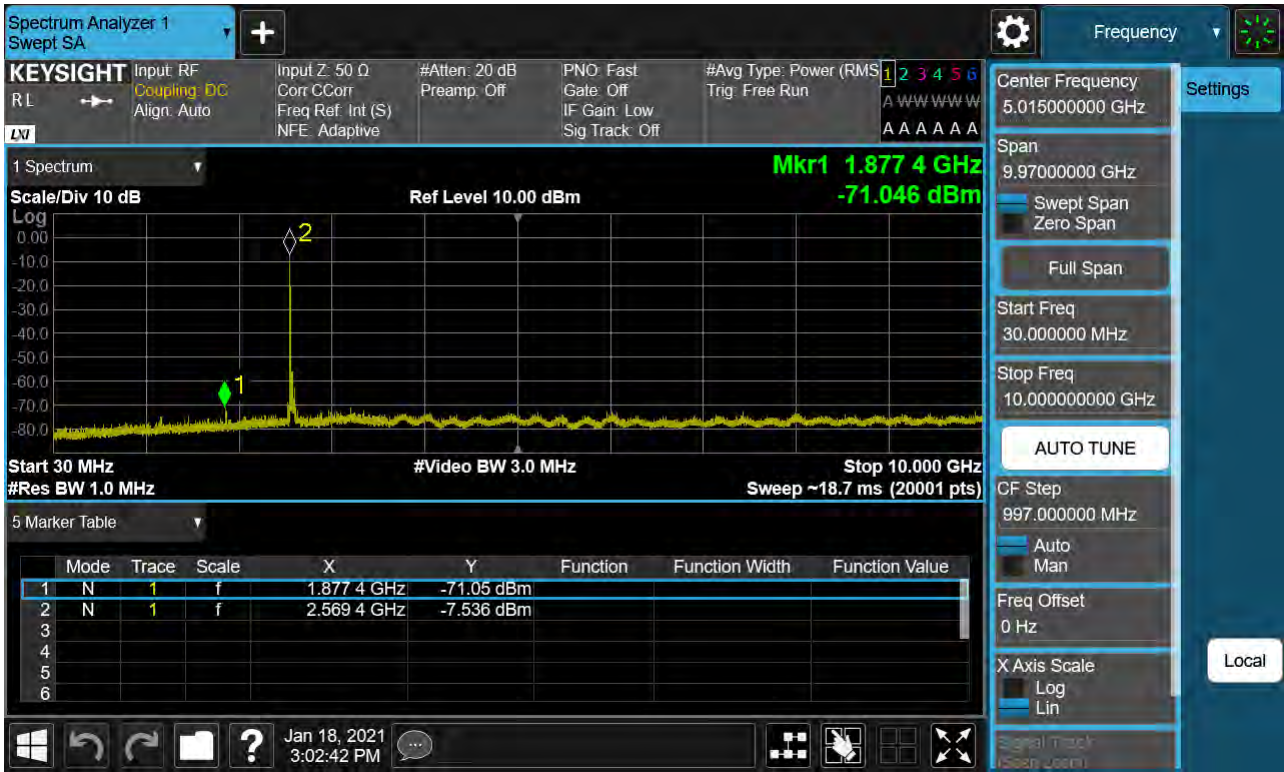 Spectrum Analyzer 1
Swept SA
Frequency
KEYSIGHT
RL
LXI
Input: RF
Coupling: DC
Align: Auto
Input Z: 50 Ω
Corr CCorr
Freq Ref: Int (S)
NFE: Adaptive
#Atten: 20 dB
Preamp: Off
PNO: Fast
Gate: Off
IF Gain: Low
Sig Track: Off
#Avg Type: Power (RMS
Trig: Free Run
1 2 3 4 5 6
A W W W W W
A A A A A A
Settings
Center Frequency
5.015000000 GHz
Span
9.97000000 GHz
Swept Span
Zero Span
Full Span
Start Freq
30.000000 MHz
Stop Freq
10.000000000 GHz
AUTO TUNE
CF Step
997.000000 MHz
Auto
Man
Freq Offset
0 Hz
X Axis Scale
Log
Lin
Signal Track
(Span Zoom)
Local
1 Spectrum
Mkr1 1.877 4 GHz
Scale/Div 10 dB
Ref Level 10.00 dBm
-71.046 dBm
Log
0.00
-10.0
-20.0
-30.0
-40.0
-50.0
-60.0
-70.0
-80.0
2
1
Start 30 MHz
#Video BW 3.0 MHz
Stop 10.000 GHz
#Res BW 1.0 MHz
Sweep ~18.7 ms (20001 pts)
5 Marker Table
Mode Trace Scale X Y Function Function Width Function Value
1 N 1 f 1.877 4 GHz -71.05 dBm
2 N 1 f 2.569 4 GHz -7.536 dBm
3
4
5
6
Jan 18, 2021
3:02:42 PM